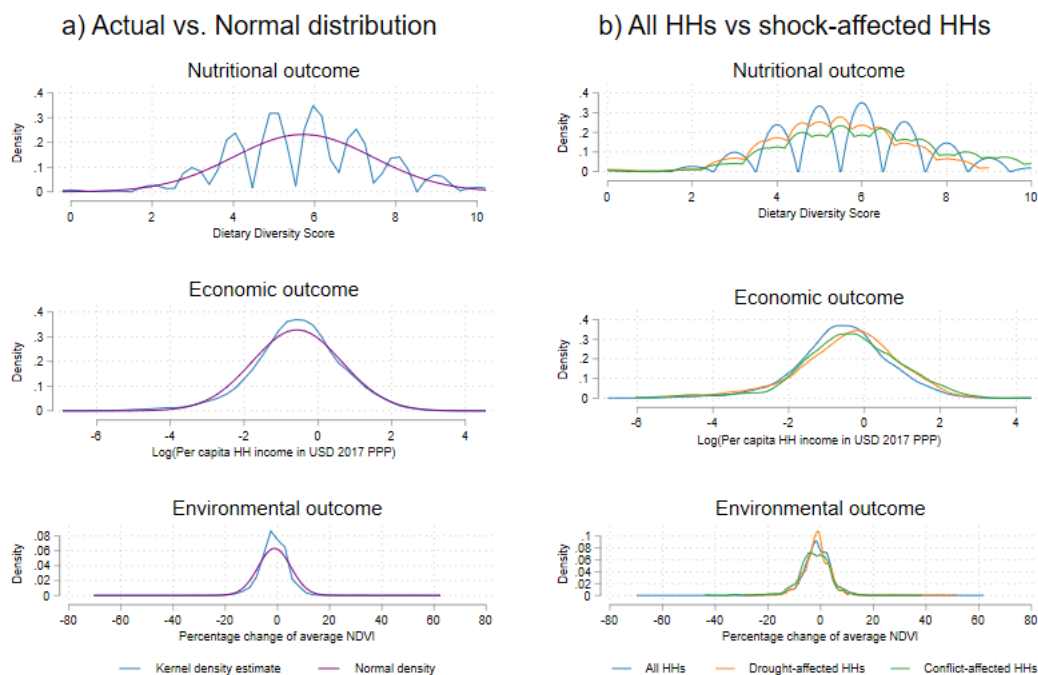 a) Actual vs. Normal distribution
Nutritional outcome
.4
.3
.2
.1
0
Density
0 2 4 6 8 10
Dietary Diversity Score
Economic outcome
.4
.3
.2
.1
0
Density
-6 -4 -2 0 2 4
Log(Per capita HH income in USD 2017 PPP)
Environmental outcome
.08
.06
.04
.02
0
Density
-80 -60 -40 -20 0 20 40 60 80
Percentage change of average NDVI
Kernel density estimate Normal density
b) All HHs vs shock-affected HHs
Nutritional outcome
.4
.3
.2
.1
0
Density
0 2 4 6 8 10
Dietary Diversity Score
Economic outcome
.4
.3
.2
.1
0
Density
-6 -4 -2 0 2 4
Log(Per capita HH income in USD 2017 PPP)
Environmental outcome
.1
.08
.06
.04
.02
0
Density
-80 -60 -40 -20 0 20 40 60 80
Percentage change of average NDVI
All HHs Drought-affected HHs Conflict-affected HHs